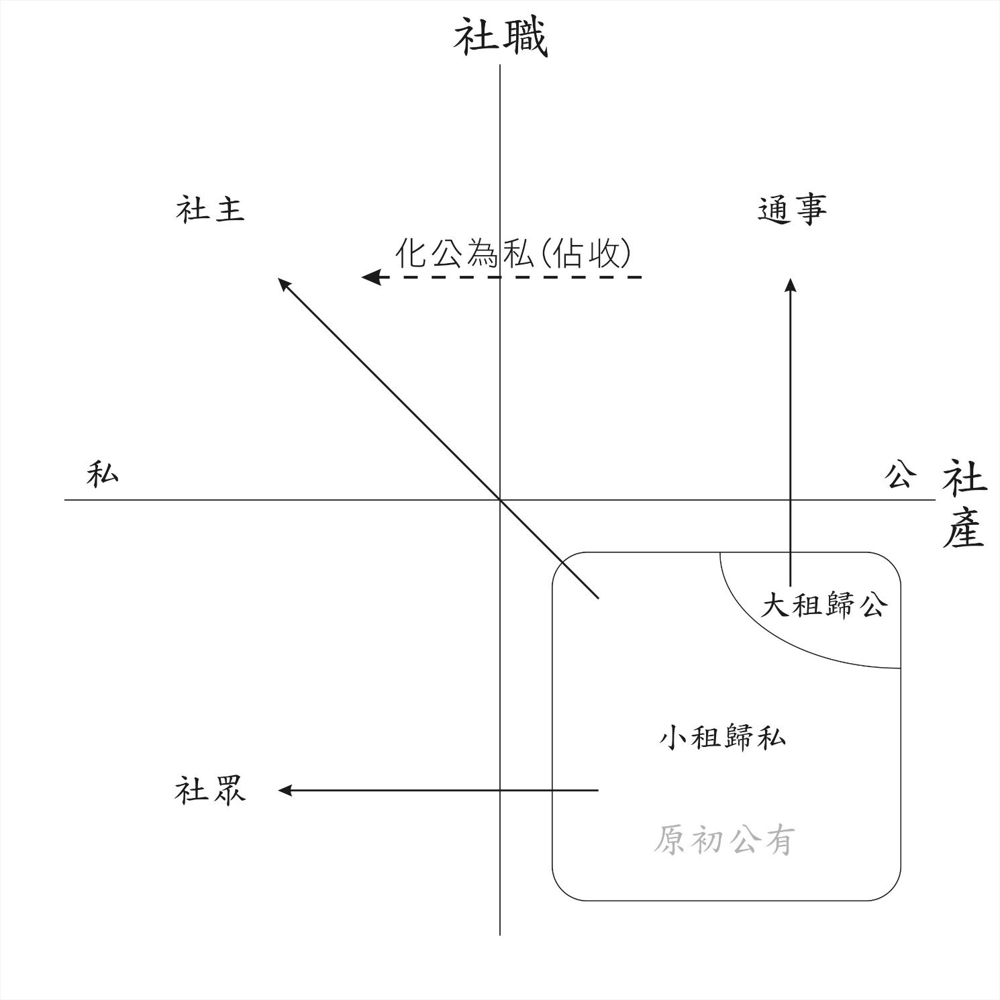 社職
社主
通事
化公為私(佔收)
私
公
社產
大租歸公
小租歸私
社眾
原初公有